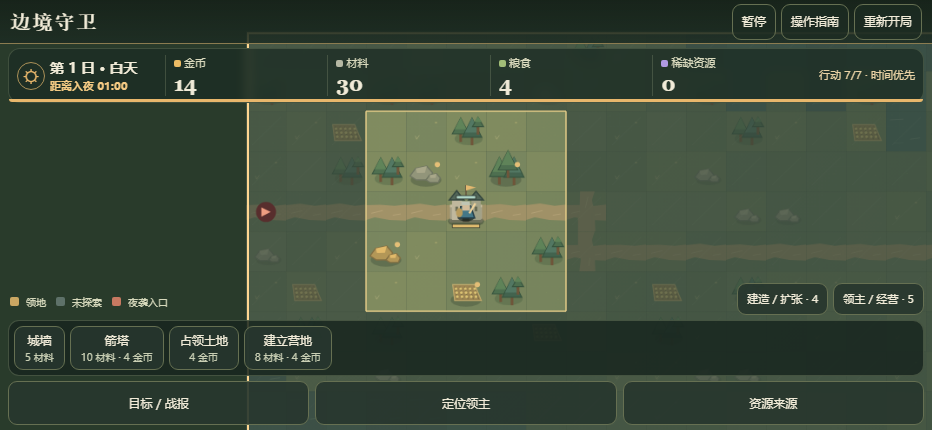 边境守卫
暂停
操作指南
重新开局
第 1 日 · 白天
距离入夜 01:00
金币
14
材料
30
粮食
4
稀缺资源
0
行动 7/7 · 时间优先
领地
未探索
夜袭入口
建造 / 扩张 · 4
领主 / 经营 · 5
城墙
5 材料
箭塔
10 材料 · 4 金币
占领土地
4 金币
建立营地
8 材料 · 4 金币
目标 / 战报
定位领主
资源来源